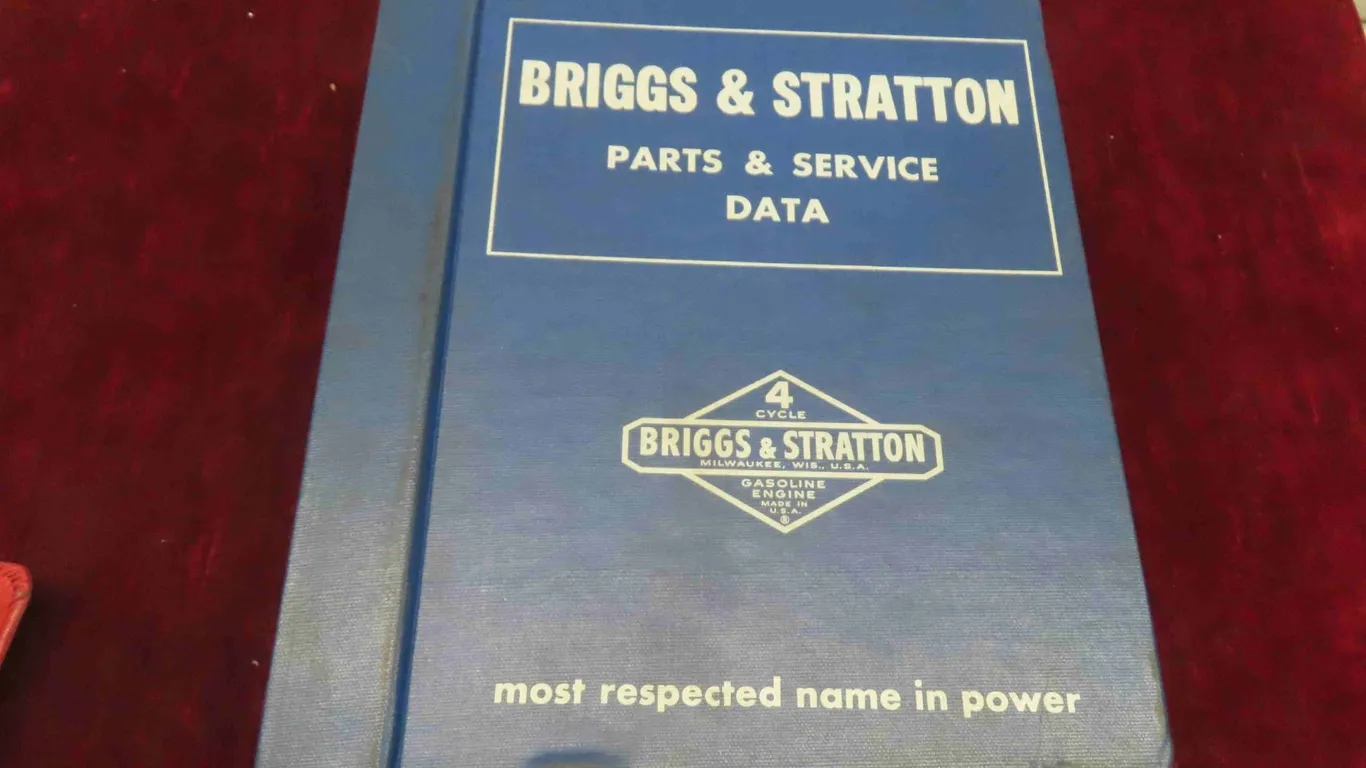 BRIGGS & STRATTON
PARTS & SERVICE
DATA
4
CYCLE
BRIGGS & STRATTON
MILWAUKEE, WIS., U.S.A.
GASOLINE
ENGINE
MADE IN
U.S.A.
®
most respected name in power